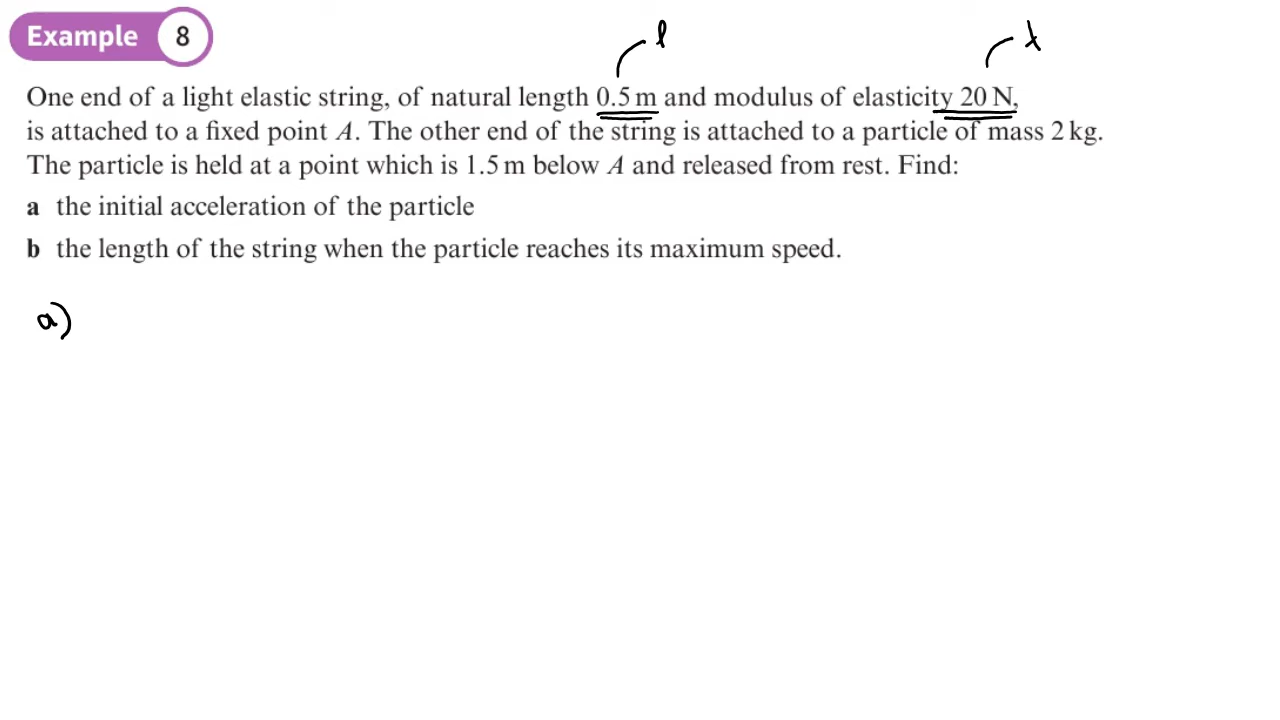 Example 8
l λ
One end of a light elastic string, of natural length 0.5 m and modulus of elasticity 20 N,
is attached to a fixed point A. The other end of the string is attached to a particle of mass 2 kg.
The particle is held at a point which is 1.5 m below A and released from rest. Find:
a the initial acceleration of the particle
b the length of the string when the particle reaches its maximum speed.
a)